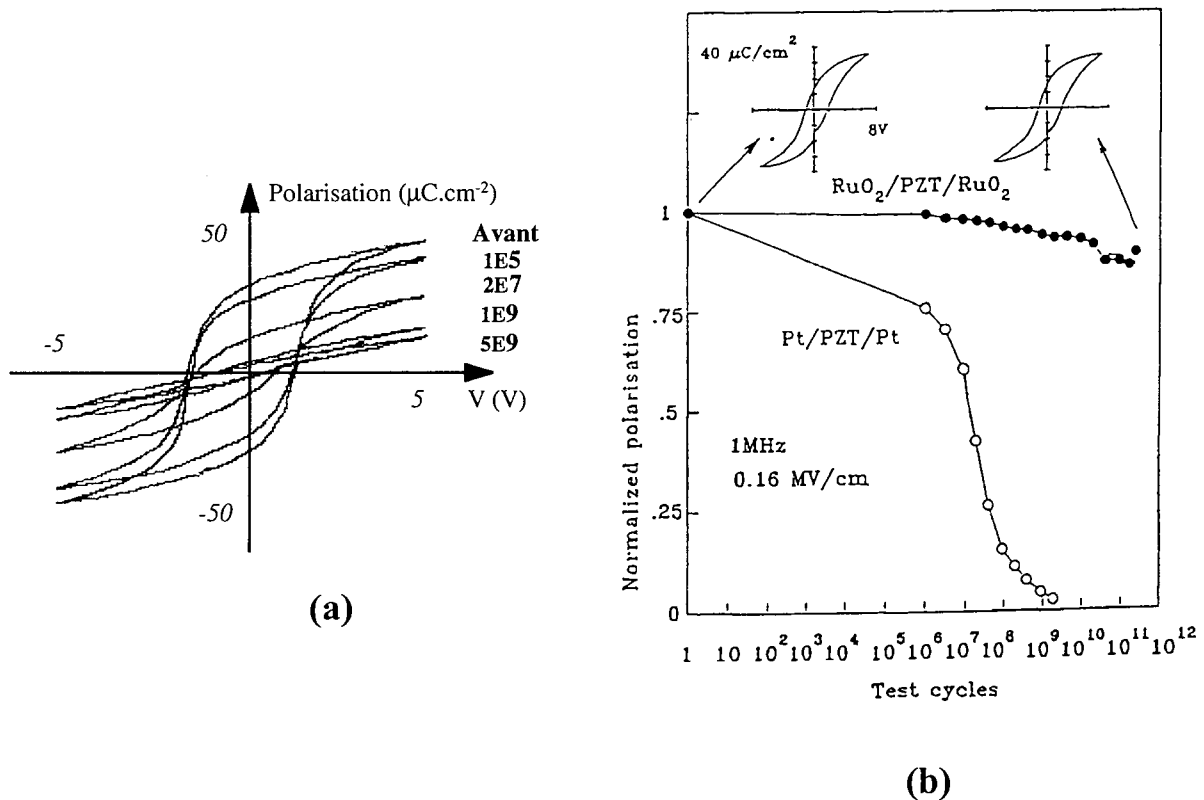 Polarisation (µC.cm-2)
50
Avant
1E5
2E7
1E9
5E9
-5
5
V (V)
-50
(a)
40 µC/cm²
8V
RuO₂/PZT/RuO₂
1
.75
.5
.25
0
Normalized polarisation
Pt/PZT/Pt
1MHz
0.16 MV/cm
1 10 10² 10³ 10⁴ 10⁵ 10⁶ 10⁷ 10⁸ 10⁹ 10¹⁰ 10¹¹ 10¹²
Test cycles
(b)